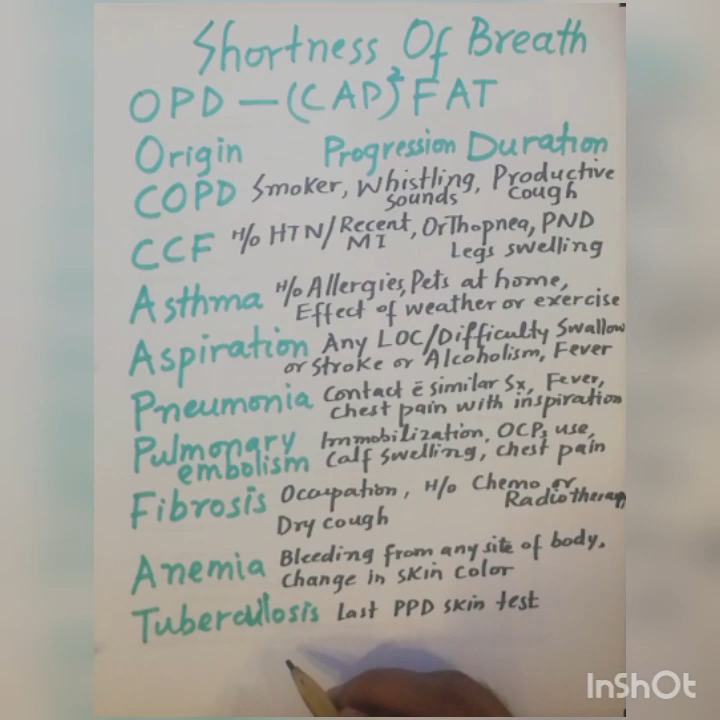 Shortness Of Breath
OPD — (CAP)² FAT
Origin Progression Duration
COPD Smoker, Whistling sounds, Productive cough
CCF H/o HTN/Recent MI, Orthopnea, PND
Legs swelling
Asthma H/o Allergies, Pets at home,
Effect of weather or exercise
Aspiration Any LOC/Difficulty Swallow
or Stroke or Alcoholism, Fever
Pneumonia Contact c̄ similar Sx, Fever,
Chest pain with inspiration
Pulmonary embolism Immobilization, OCPs use,
Calf swelling, chest pain
Fibrosis Occupation, H/o Chemo or Radiotherapy
Dry cough
Anemia Bleeding from any site of body.
Change in skin color
Tuberculosis Last PPD skin test
InShOt